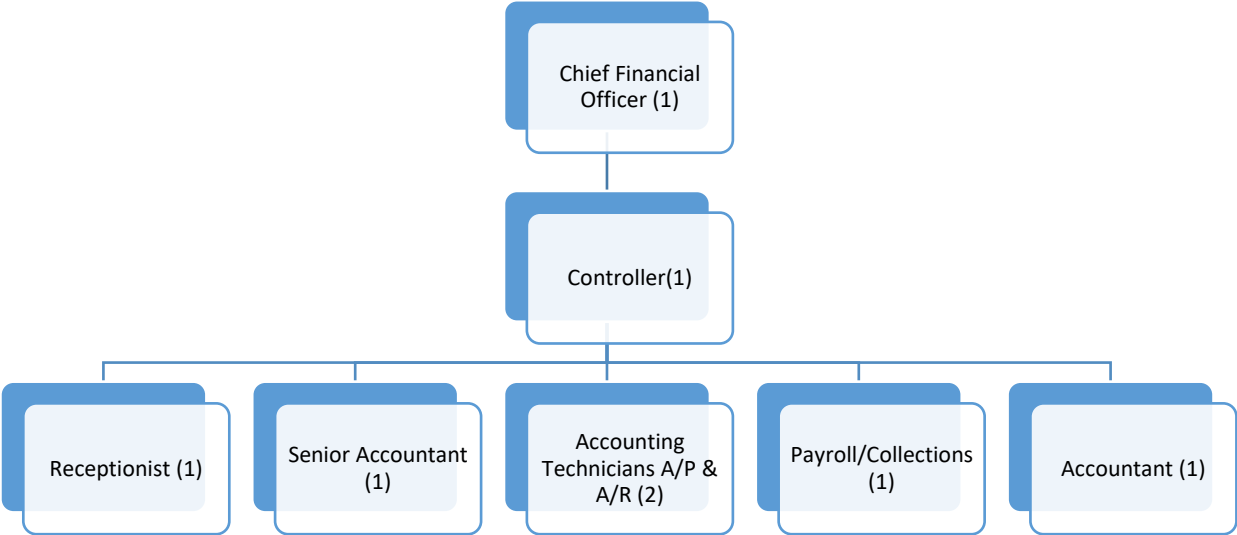 Chief Financial
Officer (1)
Controller(1)
Receptionist (1)
Senior Accountant
(1)
Accounting
Technicians A/P &
A/R (2)
Payroll/Collections
(1)
Accountant (1)